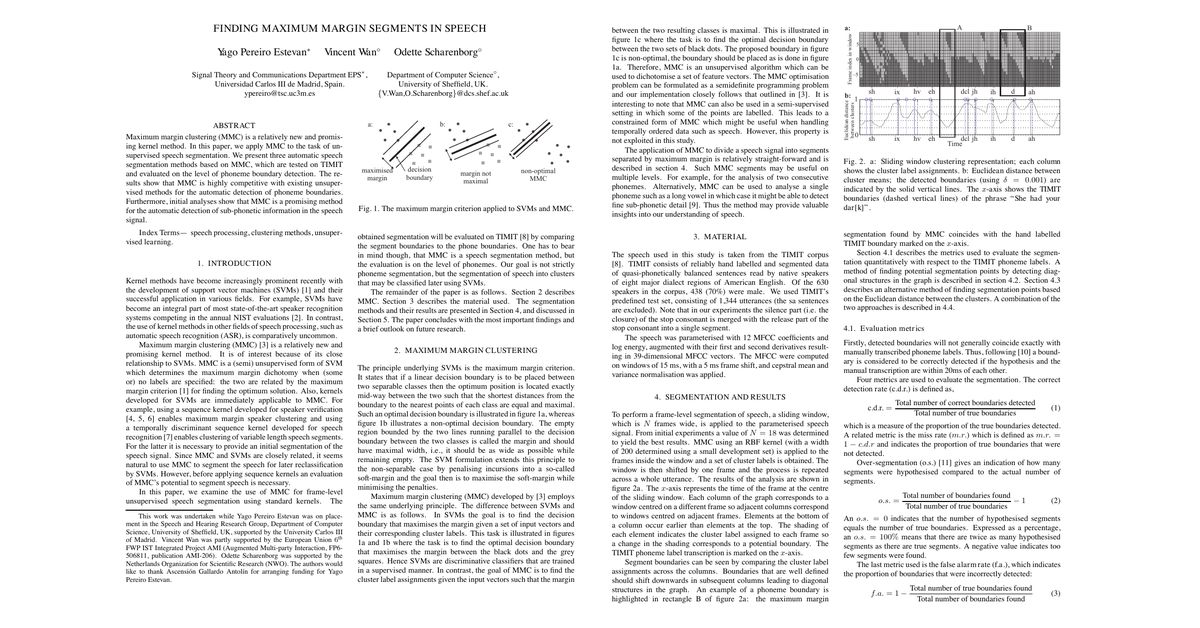 FINDING MAXIMUM MARGIN SEGMENTS IN SPEECH
Yago Pereiro Estevan* Vincent Wan° Odette Scharenborg°
Signal Theory and Communications Department EPS*,
Universidad Carlos III de Madrid, Spain.
ypereiro@tsc.uc3m.es
Department of Computer Science°,
University of Sheffield, UK.
{V.Wan,O.Scharenborg}@dcs.shef.ac.uk
ABSTRACT
Maximum margin clustering (MMC) is a relatively new and promis-
ing kernel method. In this paper, we apply MMC to the task of un-
supervised speech segmentation. We present three automatic speech
segmentation methods based on MMC, which are tested on TIMIT
and evaluated on the level of phoneme boundary detection. The re-
sults show that MMC is highly competitive with existing unsuper-
vised methods for the automatic detection of phoneme boundaries.
Furthermore, initial analyses show that MMC is a promising method
for the automatic detection of sub-phonetic information in the speech
signal.
Index Terms— speech processing, clustering methods, unsuper-
vised learning.
1. INTRODUCTION
Kernel methods have become increasingly prominent recently with
the development of support vector machines (SVMs) [1] and their
successful application in various fields. For example, SVMs have
become an integral part of most state-of-the-art speaker recognition
systems competing in the annual NIST evaluations [2]. In contrast,
the use of kernel methods in other fields of speech processing, such as
automatic speech recognition (ASR), is comparatively uncommon.
Maximum margin clustering (MMC) [3] is a relatively new and
promising kernel method. It is of interest because of its close
relationship to SVMs. MMC is a (semi) unsupervised form of SVM
which determines the maximum margin dichotomy when (some
or) no labels are specified: the two are related by the maximum
margin criterion [1] for finding the optimum solution. Also, kernels
developed for SVMs are immediately applicable to MMC. For
example, using a sequence kernel developed for speaker verification
[4, 5, 6] enables maximum margin speaker clustering and using
a temporally discriminant sequence kernel developed for speech
recognition [7] enables clustering of variable length speech segments.
For the latter it is necessary to provide an initial segmentation of the
speech signal. Since MMC and SVMs are closely related, it seems
natural to use MMC to segment the speech for later reclassification
by SVMs. However, before applying sequence kernels an evaluation
of MMC's potential to segment speech is necessary.
In this paper, we examine the use of MMC for frame-level
unsupervised speech segmentation using standard kernels. The
This work was undertaken while Yago Pereiro Estevan was on place-
ment in the Speech and Hearing Research Group, Department of Computer
Science, University of Sheffield, UK, supported by the University Carlos III
of Madrid. Vincent Wan was partly supported by the European Union 6th
FWP IST Integrated Project AMI (Augmented Multi-party Interaction, FP6-
506811, publication AMI-206). Odette Scharenborg was supported by the
Netherlands Organization for Scientific Research (NWO). The authors would
like to thank Ascensión Gallardo Antolín for arranging funding for Yago
Pereiro Estevan.
a: b: c:
maximised
margin
decision
boundary
margin not
maximal
non-optimal
MMC
Fig. 1. The maximum margin criterion applied to SVMs and MMC.
obtained segmentation will be evaluated on TIMIT [8] by comparing
the segment boundaries to the phone boundaries. One has to bear
in mind though, that MMC is a speech segmentation method, but
the evaluation is on the level of phonemes. Our goal is not strictly
phoneme segmentation, but the segmentation of speech into clusters
that may be classified later using SVMs.
The remainder of the paper is as follows. Section 2 describes
MMC. Section 3 describes the material used. The segmentation
methods and their results are presented in Section 4, and discussed in
Section 5. The paper concludes with the most important findings and
a brief outlook on future research.
2. MAXIMUM MARGIN CLUSTERING
The principle underlying SVMs is the maximum margin criterion.
It states that if a linear decision boundary is to be placed between
two separable classes then the optimum position is located exactly
mid-way between the two such that the shortest distances from the
boundary to the nearest points of each class are equal and maximal.
Such an optimal decision boundary is illustrated in figure 1a, whereas
figure 1b illustrates a non-optimal decision boundary. The empty
region bounded by the two lines running parallel to the decision
boundary between the two classes is called the margin and should
have maximal width, i.e., it should be as wide as possible while
remaining empty. The SVM formulation extends this principle to
the non-separable case by penalising incursions into a so-called
soft-margin and the goal then is to maximise the soft-margin while
minimising the penalties.
Maximum margin clustering (MMC) developed by [3] employs
the same underlying principle. The difference between SVMs and
MMC is as follows. In SVMs the goal is to find the decision
boundary that maximises the margin given a set of input vectors and
their corresponding cluster labels. This task is illustrated in figures
1a and 1b where the task is to find the optimal decision boundary
that maximises the margin between the black dots and the grey
squares. Hence SVMs are discriminative classifiers that are trained
in a supervised manner. In contrast, the goal of MMC is to find the
cluster label assignments given the input vectors such that the margin
between the two resulting classes is maximal. This is illustrated in
figure 1c where the task is to find the optimal decision boundary
between the two sets of black dots. The proposed boundary in figure
1c is non-optimal, the boundary should be placed as is done in figure
1a. Therefore, MMC is an unsupervised algorithm which can be
used to dichotomise a set of feature vectors. The MMC optimisation
problem can be formulated as a semidefinite programming problem
and our implementation closely follows that outlined in [3]. It is
interesting to note that MMC can also be used in a semi-supervised
setting in which some of the points are labelled. This leads to a
constrained form of MMC which might be useful when handling
temporally ordered data such as speech. However, this property is
not exploited in this study.
The application of MMC to divide a speech signal into segments
separated by maximum margin is relatively straight-forward and is
described in section 4. Such MMC segments may be useful on
multiple levels. For example, for the analysis of two consecutive
phonemes. Alternatively, MMC can be used to analyse a single
phoneme such as a long vowel in which case it might be able to detect
fine sub-phonetic detail [9]. Thus the method may provide valuable
insights into our understanding of speech.
3. MATERIAL
The speech used in this study is taken from the TIMIT corpus
[8]. TIMIT consists of reliably hand labelled and segmented data
of quasi-phonetically balanced sentences read by native speakers
of eight major dialect regions of American English. Of the 630
speakers in the corpus, 438 (70%) were male. We used TIMIT's
predefined test set, consisting of 1,344 utterances (the sa sentences
are excluded). Note that in our experiments the silence part (i.e. the
closure) of the stop consonant is merged with the release part of the
stop consonant into a single segment.
The speech was parameterised with 12 MFCC coefficients and
log energy, augmented with their first and second derivatives result-
ing in 39-dimensional MFCC vectors. The MFCC were computed
on windows of 15 ms, with a 5 ms frame shift, and cepstral mean and
variance normalisation was applied.
4. SEGMENTATION AND RESULTS
To perform a frame-level segmentation of speech, a sliding window,
which is N frames wide, is applied to the parameterised speech
signal. From initial experiments a value of N = 18 was determined
to yield the best results. MMC using an RBF kernel (with a width
of 200 determined using a small development set) is applied to the
frames inside the window and a set of cluster labels is obtained. The
window is then shifted by one frame and the process is repeated
across a whole utterance. The results of the analysis are shown in
figure 2a. The x-axis represents the time of the frame at the centre
of the sliding window. Each column of the graph corresponds to a
window centred on a different frame so adjacent columns correspond
to windows centred on adjacent frames. Elements at the bottom of
a column occur earlier than elements at the top. The shading of
each element indicates the cluster label assigned to each frame so
a change in the shading corresponds to a potential boundary. The
TIMIT phoneme label transcription is marked on the x-axis.
Segment boundaries can be seen by comparing the cluster label
assignments across the columns. Boundaries that are well defined
should shift downwards in subsequent columns leading to diagonal
structures in the graph. An example of a phoneme boundary is
highlighted in rectangle B of figure 2a: the maximum margin
a: A B
Frame index in window
sh ix hv eh dcl jh ih d ah
b:
Euclidean distance
between clusters
1
0
sh ix hv eh dcl jh ih d ah
Time
Fig. 2. a: Sliding window clustering representation; each column
shows the cluster label assignments. b: Euclidean distance between
cluster means; the detected boundaries (using δ = 0.001) are
indicated by the solid vertical lines. The x-axis shows the TIMIT
boundaries (dashed vertical lines) of the phrase “She had your
dar[k]”.
segmentation found by MMC coincides with the hand labelled
TIMIT boundary marked on the x-axis.
Section 4.1 describes the metrics used to evaluate the segmen-
tation quantitatively with respect to the TIMIT phoneme labels. A
method of finding potential segmentation points by detecting diag-
onal structures in the graph is described in section 4.2. Section 4.3
describes an alternative method of finding segmentation points based
on the Euclidean distance between the clusters. A combination of the
two approaches is described in 4.4.
4.1. Evaluation metrics
Firstly, detected boundaries will not generally coincide exactly with
manually transcribed phoneme labels. Thus, following [10] a bound-
ary is considered to be correctly detected if the hypothesis and the
manual transcription are within 20ms of each other.
Four metrics are used to evaluate the segmentation. The correct
detection rate (c.d.r.) is defined as,
c.d.r. = Total number of correct boundaries detected / Total number of true boundaries (1)
which is a measure of the proportion of true boundaries detected.
A related metric is the miss rate (m.r.) which is defined as m.r. =
1 − c.d.r and indicates the proportion of true boundaries that were
not detected.
Over-segmentation (o.s.) [11] gives an indication of how many
segments were hypothesised compared to the actual number of
segments.
o.s. = Total number of boundaries found / Total number of true boundaries − 1 (2)
An o.s. = 0 indicates that the number of hypothesised segments
equals the number of true boundaries. Expressed as a percentage,
an o.s. = 100% means that there are twice as many hypothesised
segments as there are true segments. A negative value indicates too
few segments were found.
The last metric used is the false alarm rate (f.a.), which indicates
the proportion of boundaries that were incorrectly detected:
f.a. = 1 − Total number of true boundaries found / Total number of boundaries found (3)